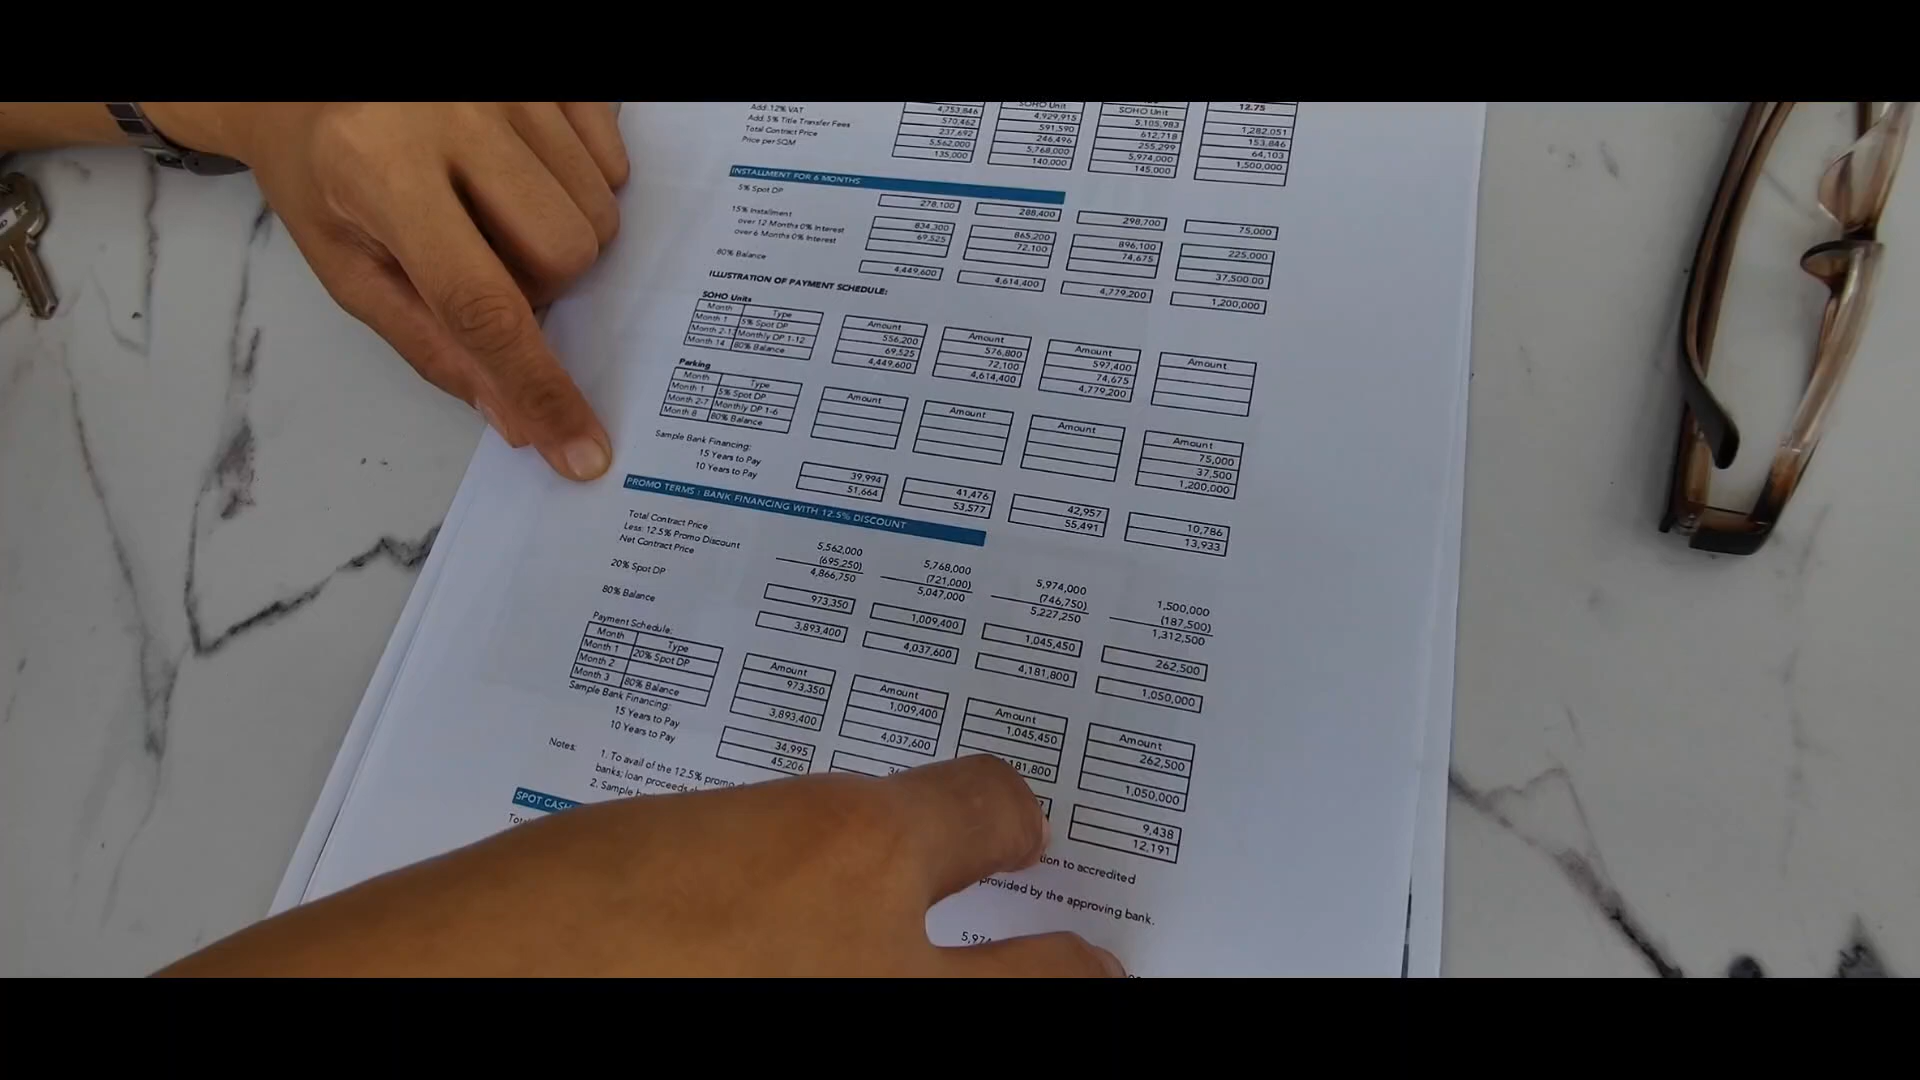 SOHO Unit SOHO Unit 12.75
4,753,846 4,929,915 5,105,983 1,282,051
Add: 12% VAT 570,462 591,590 612,718 153,846
Add: 5% Title Transfer Fees 237,692 246,496 255,299 64,103
Total Contract Price 5,562,000 5,768,000 5,974,000 1,500,000
Price per SQM 135,000 140,000 145,000
INSTALLMENT FOR 6 MONTHS
5% Spot DP 278,100 288,400 298,700 75,000
15% Installment 834,300 865,200 896,100 225,000
over 12 Months 0% Interest 69,525 72,100 74,675
over 6 Months 0% Interest 37,500.00
80% Balance 4,449,600 4,614,400 4,779,200 1,200,000
ILLUSTRATION OF PAYMENT SCHEDULE:
SOHO Units
Month Type Amount Amount Amount Amount
Month 1 5% Spot DP 556,200 576,800 597,400
Month 2-13 Monthly DP 1-12 69,525 72,100 74,675
Month 14 80% Balance 4,449,600 4,614,400 4,779,200
Parking
Month Type Amount Amount Amount Amount
Month 1 5% Spot DP 75,000
Month 2-7 Monthly DP 1-6 37,500
Month 8 80% Balance 1,200,000
Sample Bank Financing:
15 Years to Pay 39,994 41,476 42,957 10,786
10 Years to Pay 51,664 53,577 55,491 13,933
PROMO TERMS : BANK FINANCING WITH 12.5% DISCOUNT
Total Contract Price 5,562,000 5,768,000 5,974,000 1,500,000
Less: 12.5% Promo Discount (695,250) (721,000) (746,750) (187,500)
Net Contract Price 4,866,750 5,047,000 5,227,250 1,312,500
20% Spot DP 973,350 1,009,400 1,045,450 262,500
80% Balance 3,893,400 4,037,600 4,181,800 1,050,000
Payment Schedule:
Month Type Amount Amount Amount Amount
Month 1 20% Spot DP 973,350 1,009,400 1,045,450 262,500
Month 2
Month 3 80% Balance 3,893,400 4,037,600 181,800 1,050,000
Sample Bank Financing:
15 Years to Pay 34,995 9,438
10 Years to Pay 45,206 12,191
Notes: 1. To avail of the 12.5% promo tion to accredited
banks; loan proceeds
2. Sample provided by the approving bank.
SPOT CASH
5,974